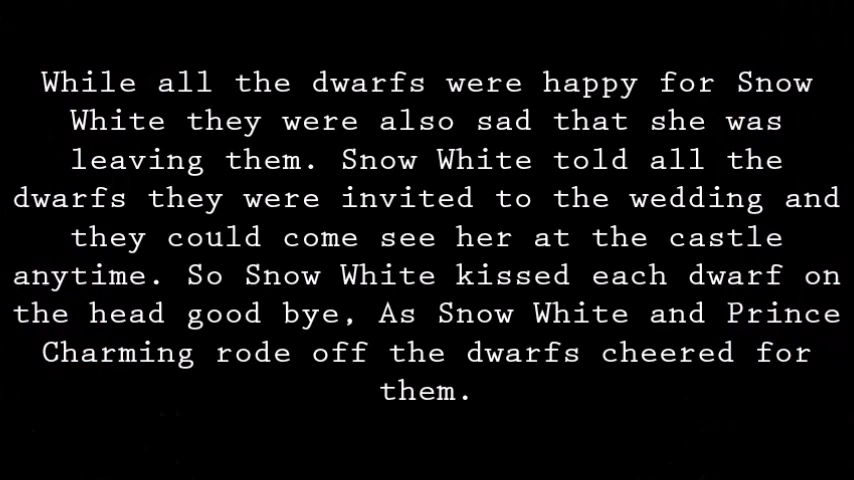 While all the dwarfs were happy for Snow
White they were also sad that she was
leaving them. Snow White told all the
dwarfs they were invited to the wedding and
they could come see her at the castle
anytime. So Snow White kissed each dwarf on
the head good bye, As Snow White and Prince
Charming rode off the dwarfs cheered for
them.